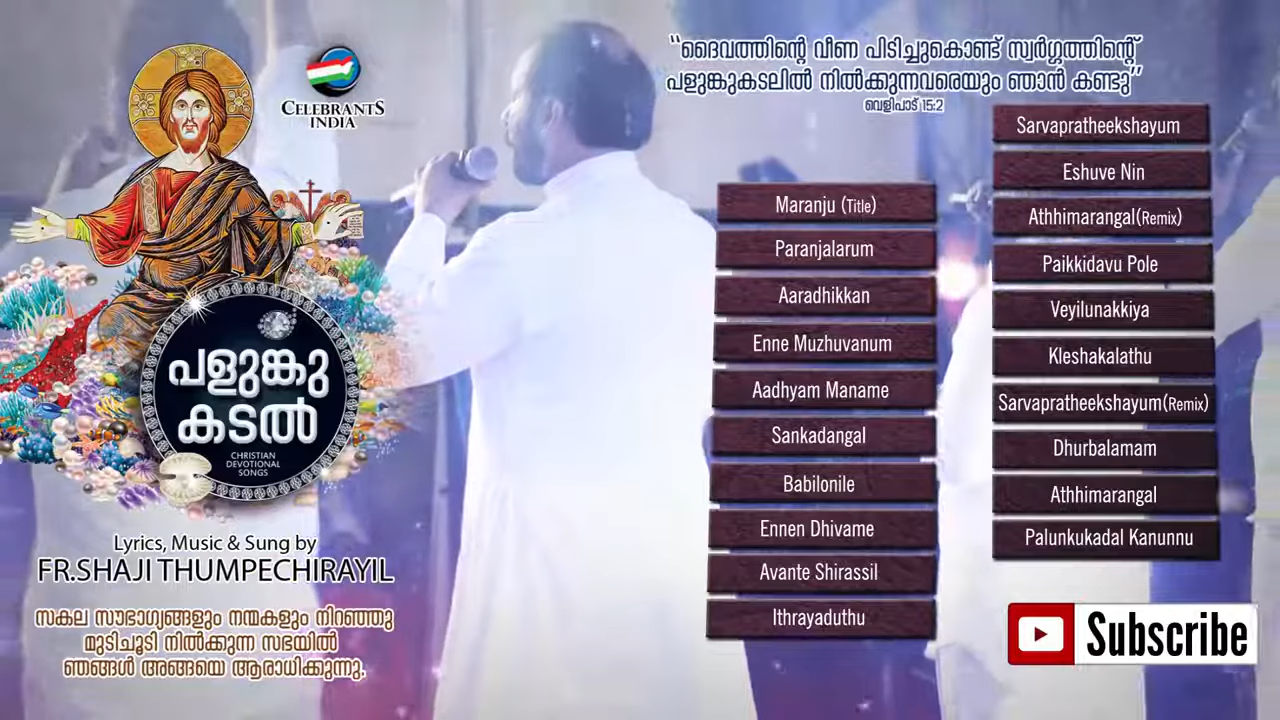 CELEBRANTS
INDIA
പളുങ്കു
കടൽ
CHRISTIAN
DEVOTIONAL
SONGS
Lyrics, Music & Sung by
FR.SHAJI THUMPECHIRAYIL
സകല സൗഭാഗ്യങ്ങളും നന്മകളും നിറഞ്ഞു
മുടിചൂടി നിൽക്കുന്ന സഭയിൽ
ഞങ്ങൾ അങ്ങയെ ആരാധിക്കുന്നു.
“ദൈവത്തിന്റെ വീണ പിടിച്ചുകൊണ്ട് സ്വർഗ്ഗത്തിന്റെ
പളുങ്കുകടലിൽ നിൽക്കുന്നവരെയും ഞാൻ കണ്ടു”
വെളിപാട് 15:2
Maranju (Title)
Paranjalarum
Aaradhikkan
Enne Muzhuvanum
Aadhyam Maname
Sankadangal
Babilonile
Ennen Dhivame
Avante Shirassil
Ithrayaduthu
Sarvapratheekshayum
Eshuve Nin
Athhimarangal(Remix)
Paikkidavu Pole
Veyilunakkiya
Kleshakalathu
Sarvapratheekshayum(Remix)
Dhurbalamam
Athhimarangal
Palunkukadal Kanunnu
Subscribe